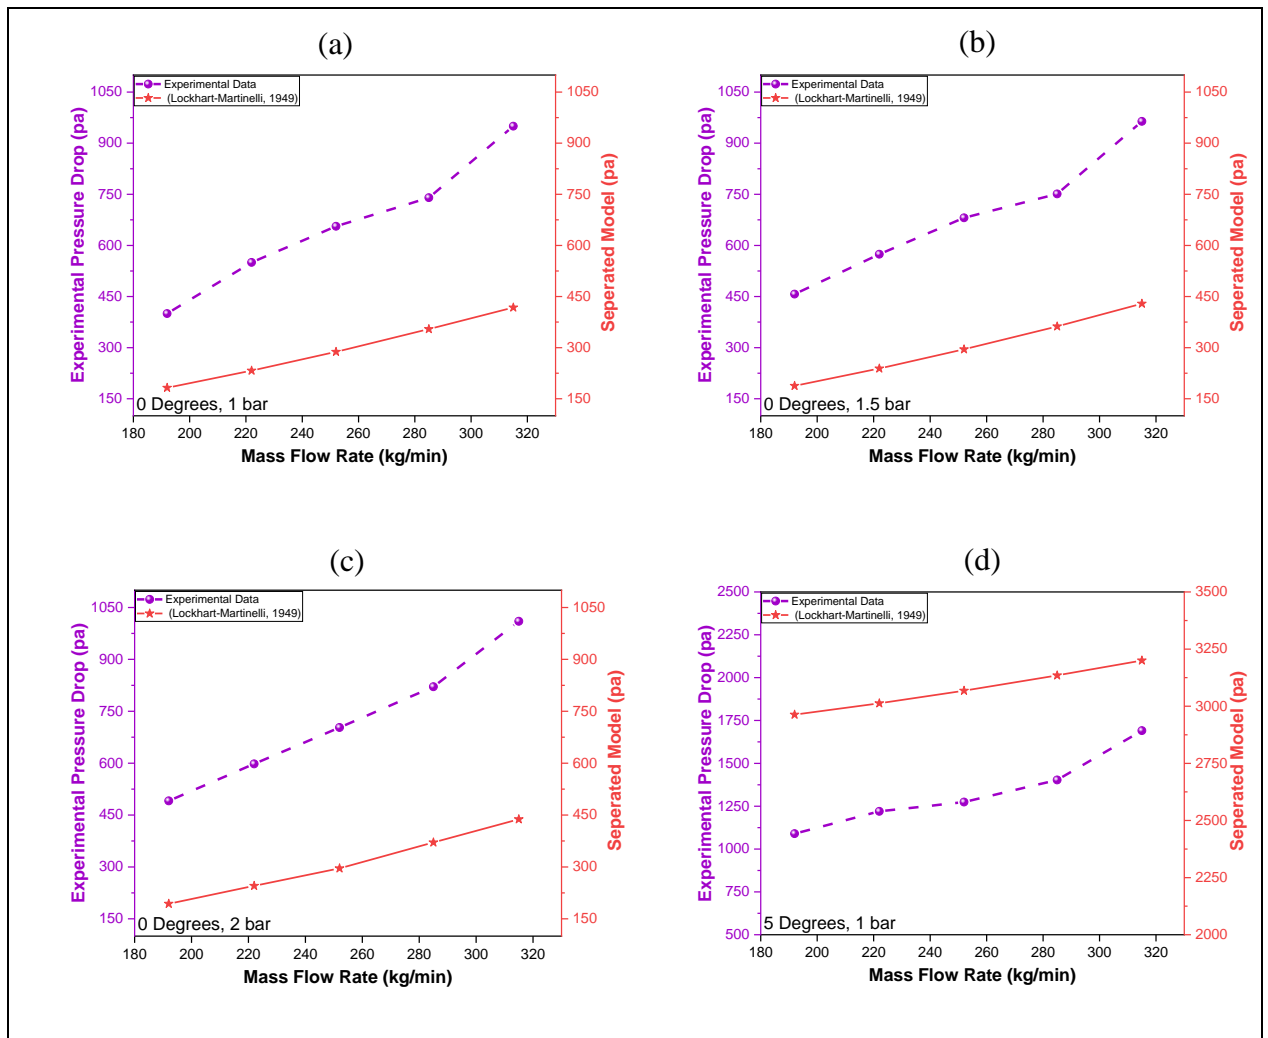 (a)
Experimental Data
(Lockhart-Martinelli, 1949)
1050
900
750
600
450
300
150
Experimental Pressure Drop (pa)
1050
900
750
600
450
300
150
Seperated Model (pa)
0 Degrees, 1 bar
180 200 220 240 260 280 300 320
Mass Flow Rate (kg/min)
(b)
Experimental Data
(Lockhart-Martinelli, 1949)
1050
900
750
600
450
300
150
Experimental Pressure Drop (pa)
1050
900
750
600
450
300
150
Seperated Model (pa)
0 Degrees, 1.5 bar
180 200 220 240 260 280 300 320
Mass Flow Rate (kg/min)
(c)
Experimental Data
(Lockhart-Martinelli, 1949)
1050
900
750
600
450
300
150
Experimental Pressure Drop (pa)
1050
900
750
600
450
300
150
Seperated Model (pa)
0 Degrees, 2 bar
180 200 220 240 260 280 300 320
Mass Flow Rate (kg/min)
(d)
Experimental Data
(Lockhart-Martinelli, 1949)
2500
2250
2000
1750
1500
1250
1000
750
500
Experimental Pressure Drop (pa)
3500
3250
3000
2750
2500
2250
2000
Seperated Model (pa)
5 Degrees, 1 bar
180 200 220 240 260 280 300 320
Mass Flow Rate (kg/min)